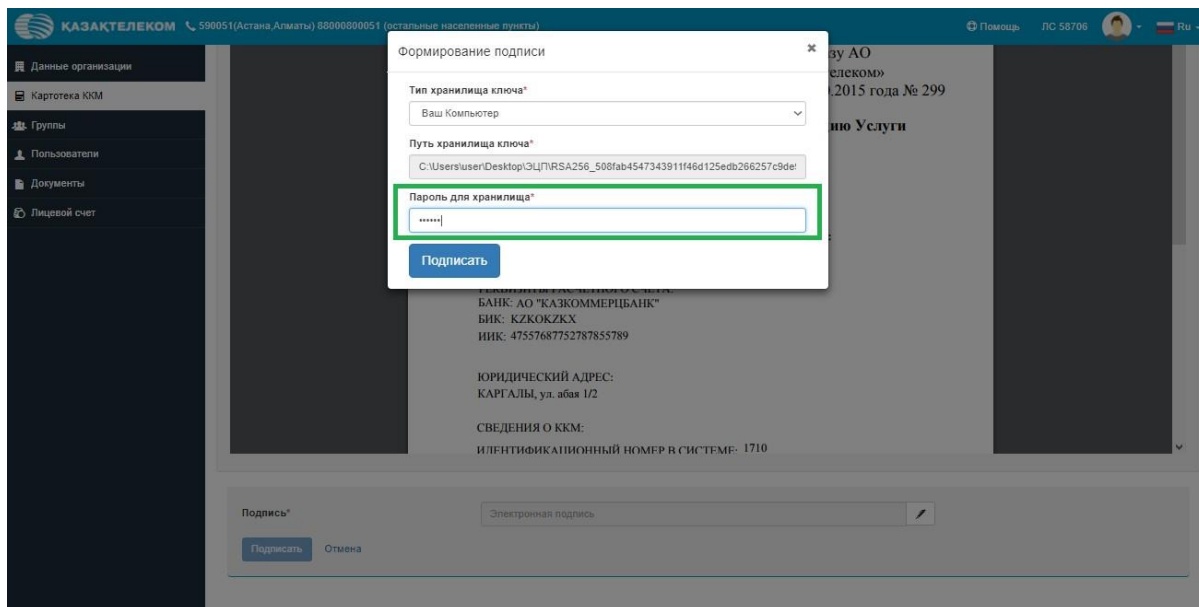 КАЗАҚТЕЛЕКОМ 590051(Астана,Алматы) 88000800051 (остальные населенные пункты) Помощь ЛС 58706 Ru
Данные организации
Картотека ККМ
Группы
Пользователи
Документы
Лицевой счет
Формирование подписи
Тип хранилища ключа*
Ваш Компьютер
Путь хранилища ключа*
C:\Users\user\Desktop\ЭЦП\RSA256_508fab4547343911f46d125edb266257c9de
Пароль для хранилища*
••••••
Подписать
зу АО
елеком»
.2015 года № 299
ию Услуги
БАНК: АО "КАЗКОММЕРЦБАНК"
БИК: KZKOKZKX
ИИК: 47557687752787855789
ЮРИДИЧЕСКИЙ АДРЕС:
КАРГАЛЫ, ул. абая 1/2
СВЕДЕНИЯ О ККМ:
ИДЕНТИФИКАЦИОННЫЙ НОМЕР В СИСТЕМЕ: 1710
Подпись*
Электронная подпись
Подписать Отмена